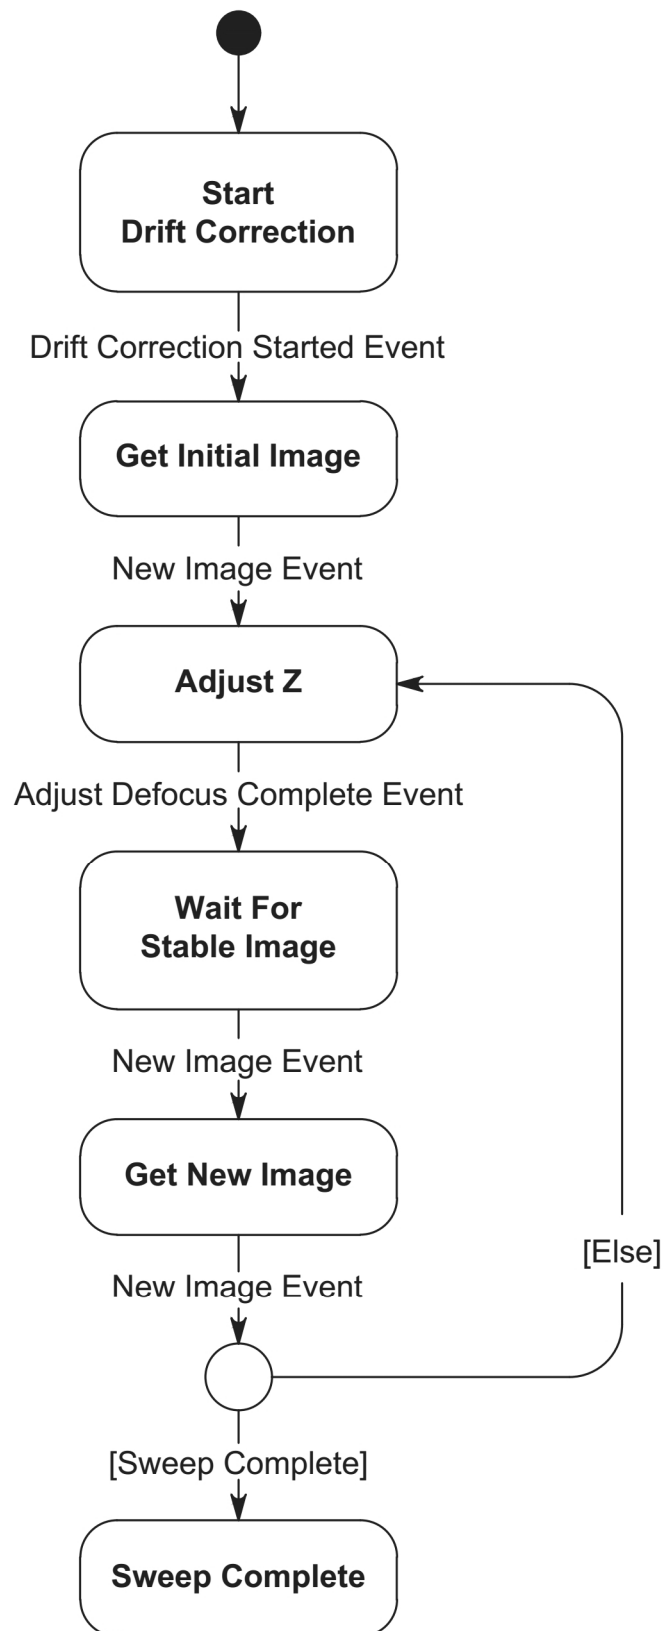 Start
Drift Correction
Drift Correction Started Event
Get Initial Image
New Image Event
Adjust Z
Adjust Defocus Complete Event
Wait For
Stable Image
New Image Event
Get New Image
[Else]
New Image Event
[Sweep Complete]
Sweep Complete